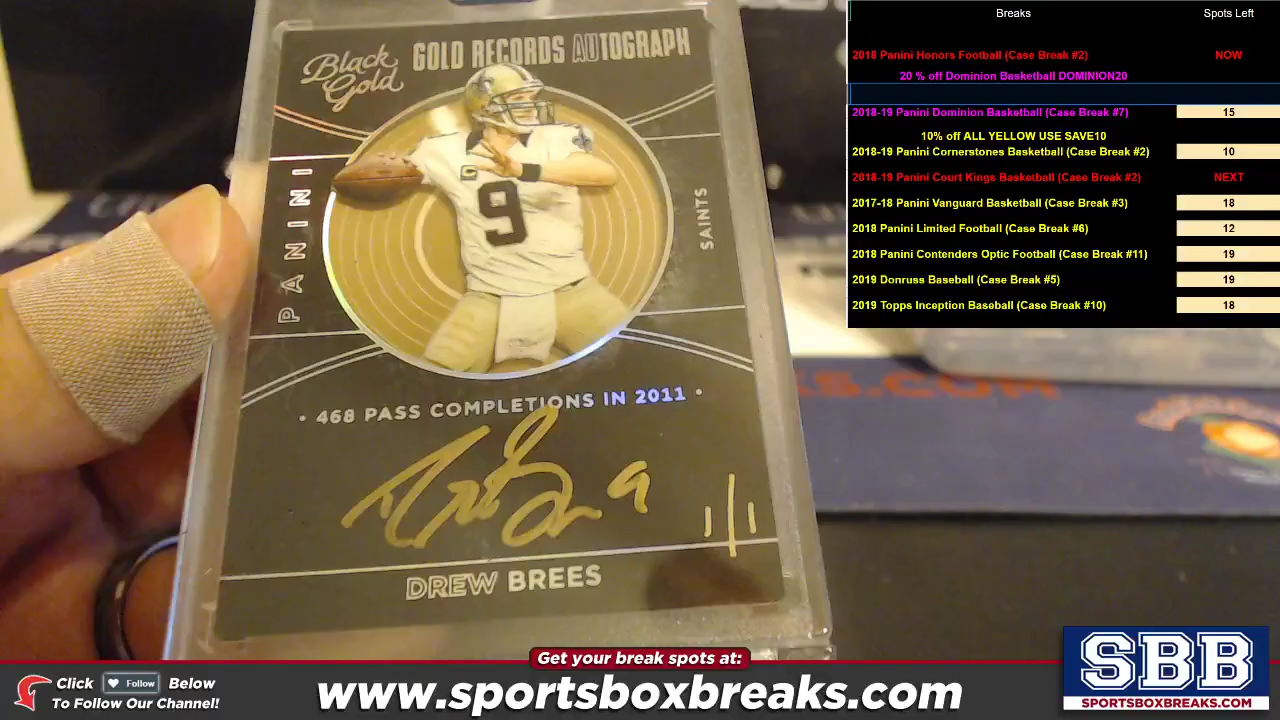 Black Gold
GOLD RECORDS AUTOGRAPH
PANINI
9
C
SAINTS
• 468 PASS COMPLETIONS IN 2011 •
Drew Brees 9
1/1
DREW BREES
Breaks Spots Left
2018 Panini Honors Football (Case Break #2) NOW
20 % off Dominion Basketball DOMINION20
2018-19 Panini Dominion Basketball (Case Break #7) 15
10% off ALL YELLOW USE SAVE10
2018-19 Panini Cornerstones Basketball (Case Break #2) 10
2018-19 Panini Court Kings Basketball (Case Break #2) NEXT
2017-18 Panini Vanguard Basketball (Case Break #3) 18
2018 Panini Limited Football (Case Break #6) 12
2018 Panini Contenders Optic Football (Case Break #11) 19
2019 Donruss Baseball (Case Break #5) 19
2019 Topps Inception Baseball (Case Break #10) 18
Get your break spots at:
Click Follow Below
To Follow Our Channel!
www.sportsboxbreaks.com
SBB
SPORTSBOXBREAKS.COM